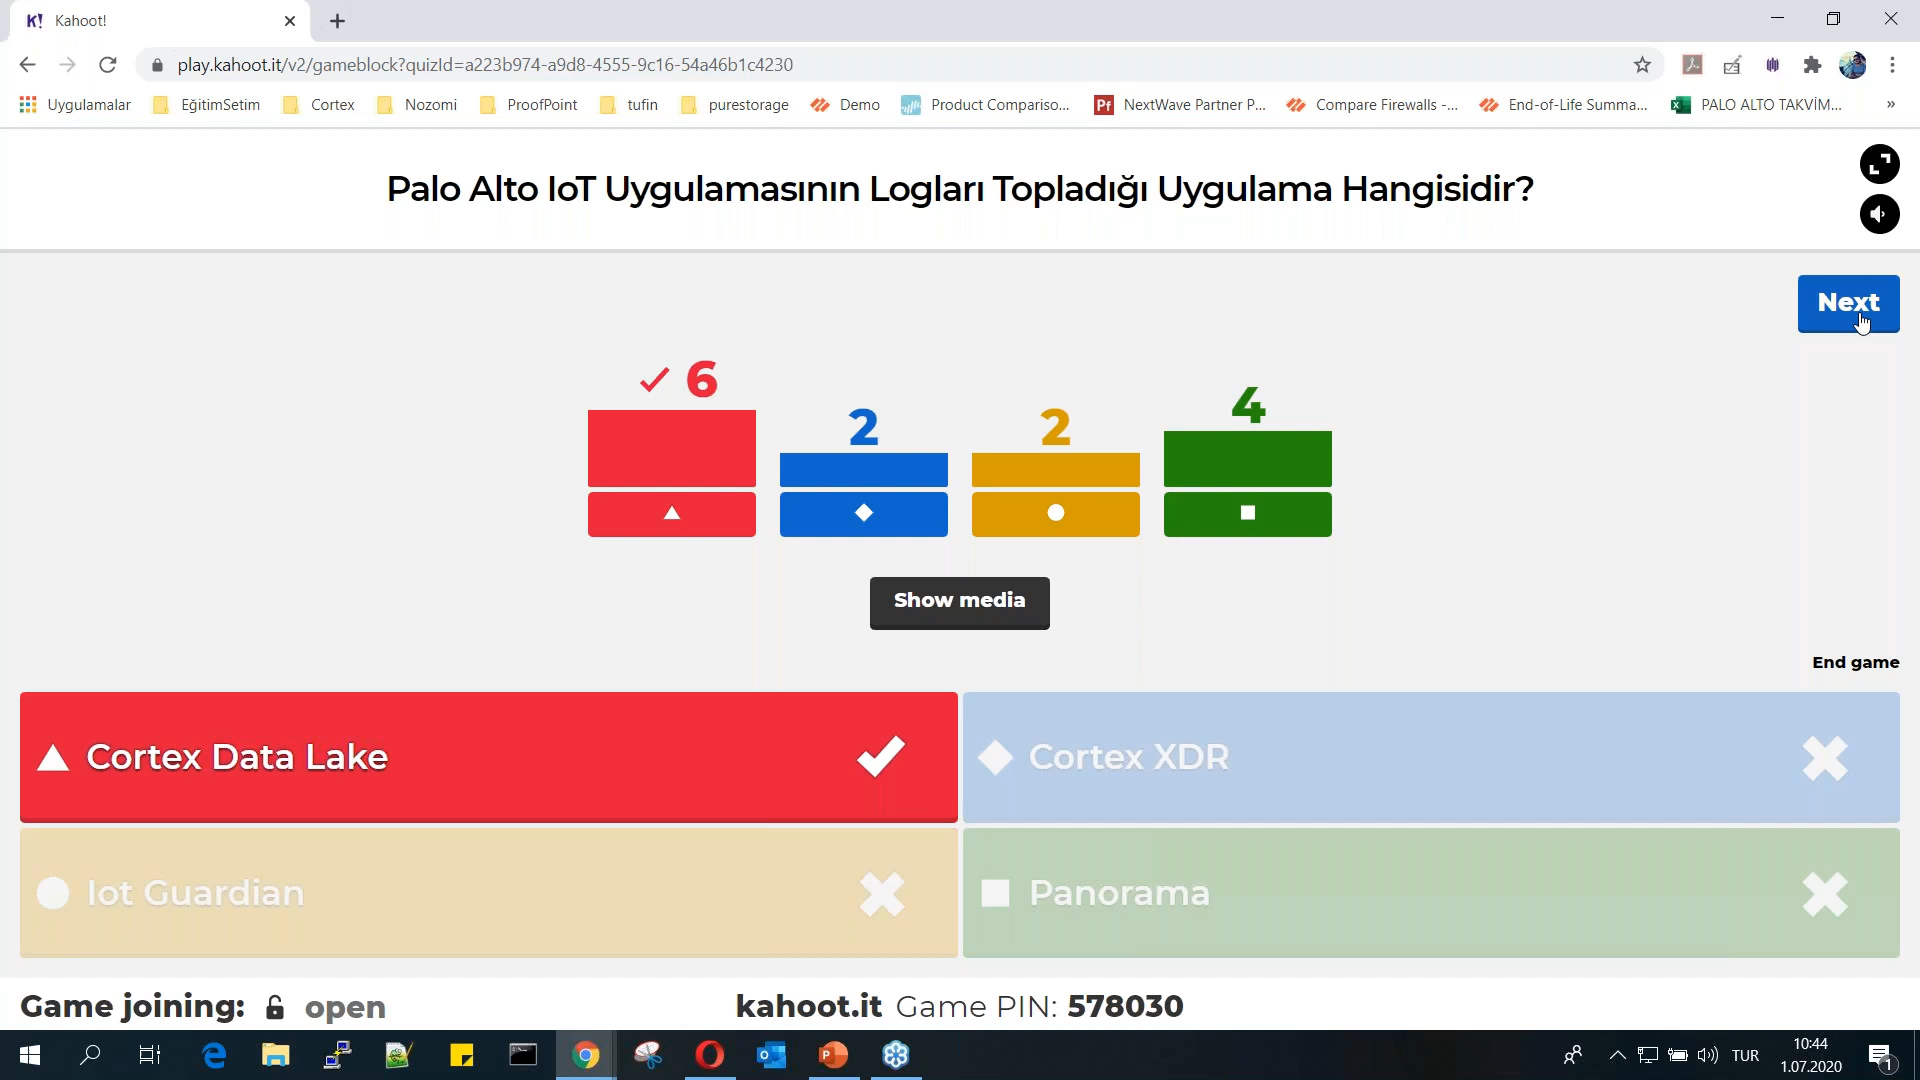 K! Kahoot!
play.kahoot.it/v2/gameblock?quizId=a223b974-a9d8-4555-9c16-54a46b1c4230
Uygulamalar EğitimSetim Cortex Nozomi ProofPoint tufin purestorage Demo Product Compariso... Pf NextWave Partner P... Compare Firewalls -... End-of-Life Summa... PALO ALTO TAKVİM... »
Palo Alto IoT Uygulamasının Logları Topladığı Uygulama Hangisidir?
Next
6
2
2
4
Show media
End game
Cortex Data Lake
Cortex XDR
Iot Guardian
Panorama
Game joining: open
kahoot.it Game PIN: 578030
TUR
10:44
1.07.2020
1